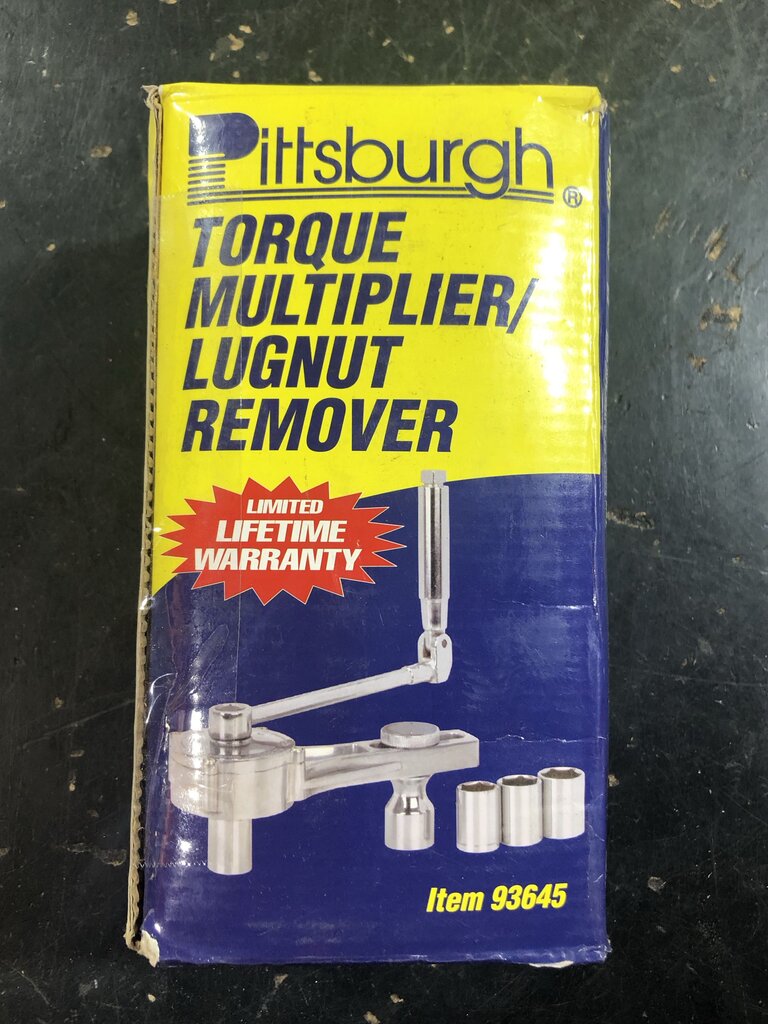 Pittsburgh®
TORQUE
MULTIPLIER/
LUGNUT
REMOVER
LIMITED
LIFETIME
WARRANTY
Item 93645